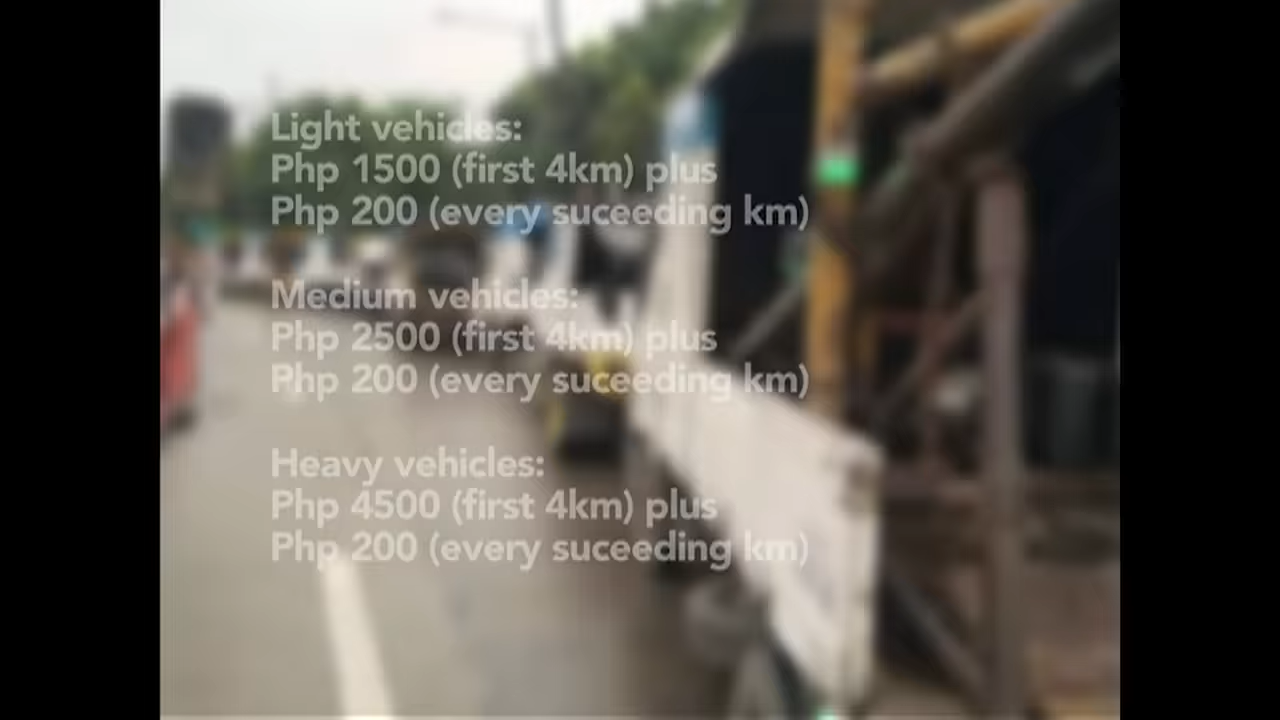 Light vehicles:
Php 1500 (first 4km) plus
Php 200 (every suceeding km)
Medium vehicles:
Php 2500 (first 4km) plus
Php 200 (every suceeding km)
Heavy vehicles:
Php 4500 (first 4km) plus
Php 200 (every suceeding km)